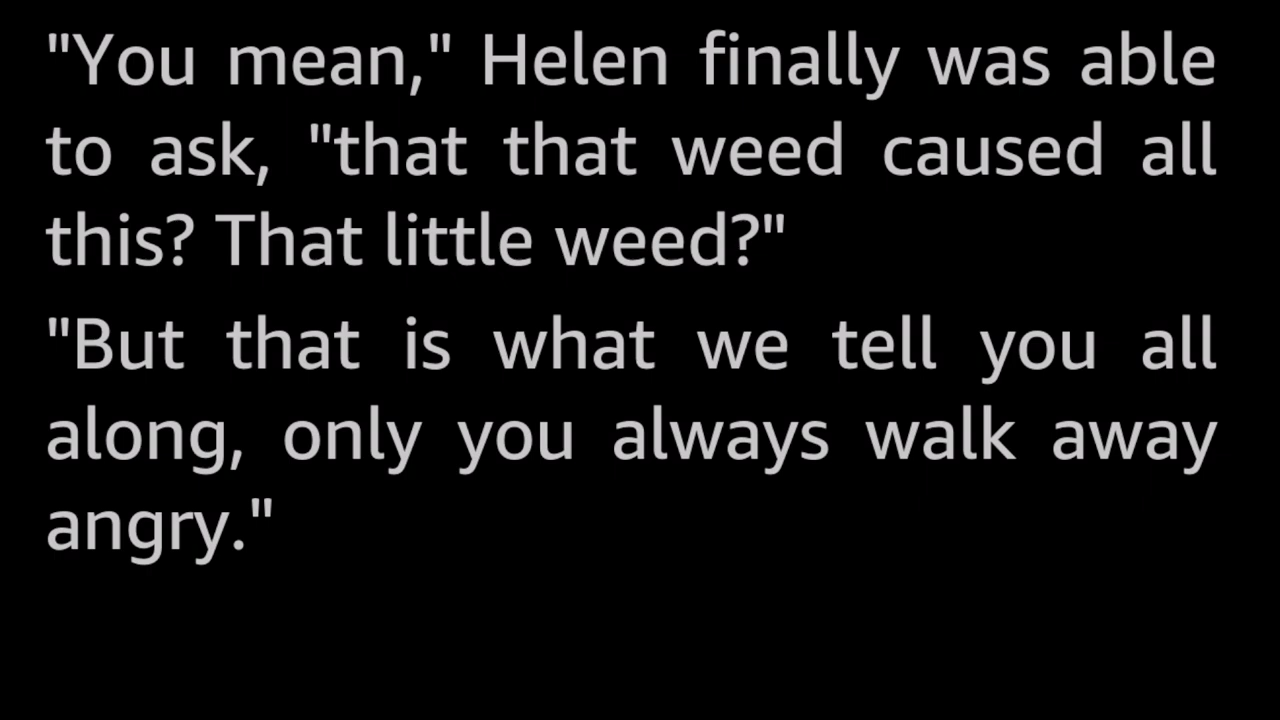 "You mean," Helen finally was able
to ask, "that that weed caused all
this? That little weed?"
"But that is what we tell you all
along, only you always walk away
angry."